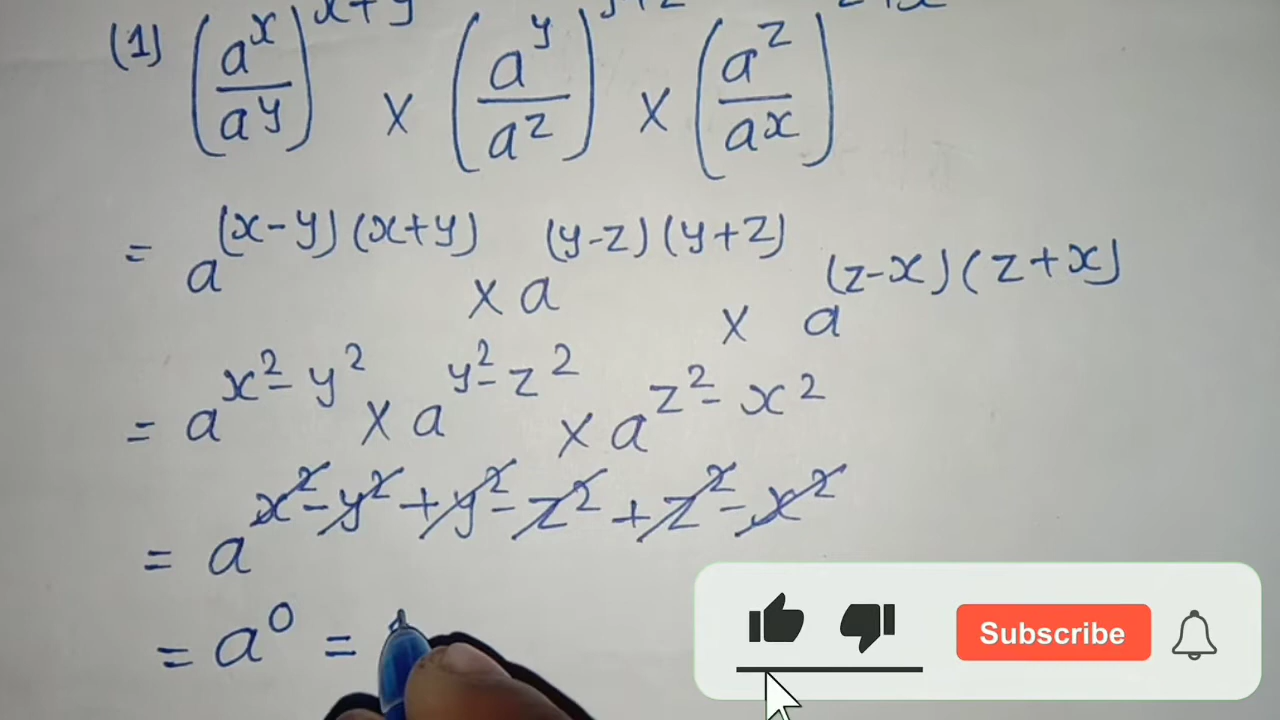 (1) (a^x/a^y)^x+y × (a^y/a^z)^y+z × (a^z/a^x)^z+x
= a^(x-y)(x+y) × a^(y-z)(y+z) × a^(z-x)(z+x)
= a^x²-y² × a^y²-z² × a^z²-x²
= a^x²-y²+y²-z²+z²-x²
= a^0 =
Subscribe